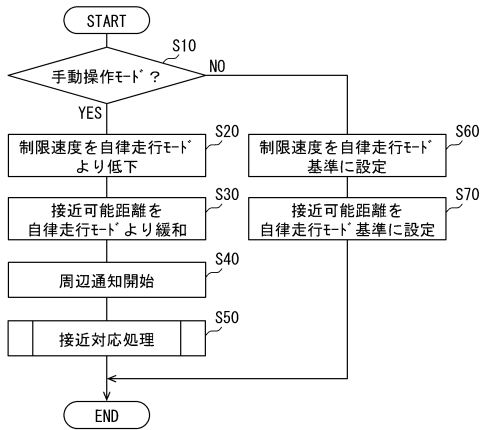 START
S10
手動操作ﾓｰﾄﾞ?
NO
YES
S20
制限速度を自律走行ﾓｰﾄﾞ
より低下
S60
制限速度を自律走行ﾓｰﾄﾞ
基準に設定
S30
接近可能距離を
自律走行ﾓｰﾄﾞより緩和
S70
接近可能距離を
自律走行ﾓｰﾄﾞ基準に設定
S40
周辺通知開始
S50
接近対応処理
END